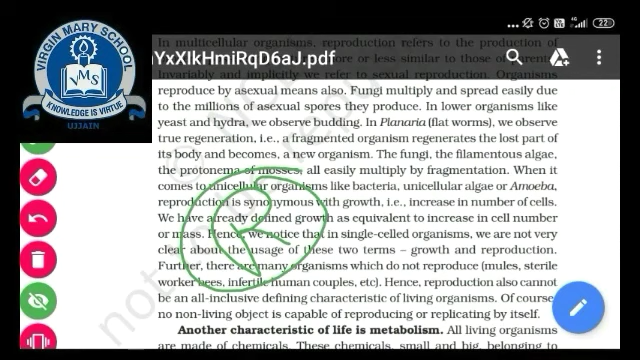 22
VIRGIN MARY SCHOOL
VMS
KNOWLEDGE IS VIRTUE
UJJAIN
YxXIkHmiRqD6aJ.pdf
In multicellular organisms, reproduction refers to the production of
more or less similar to those of
Invariably and implicitly we refer to sexual reproduction. Organisms
reproduce by asexual means also. Fungi multiply and spread easily due
to the millions of asexual spores they produce. In lower organisms like
yeast and hydra, we observe budding. In Planaria (flat worms), we observe
true regeneration, i.e., a fragmented organism regenerates the lost part of
its body and becomes, a new organism. The fungi, the filamentous algae,
the protonema of mosses, all easily multiply by fragmentation. When it
comes to unicellular organisms like bacteria, unicellular algae or Amoeba,
reproduction is synonymous with growth, i.e., increase in number of cells.
We have already defined growth as equivalent to increase in cell number
or mass. Hence, we notice that in single-celled organisms, we are not very
clear about the usage of these two terms – growth and reproduction.
Further, there are many organisms which do not reproduce (mules, sterile
worker bees, infertile human couples, etc). Hence, reproduction also cannot
be an all-inclusive defining characteristic of living organisms. Of course,
no non-living object is capable of reproducing or replicating by itself.
Another characteristic of life is metabolism. All living organisms
are made of chemicals. These chemicals, small and big, belonging to
R
not